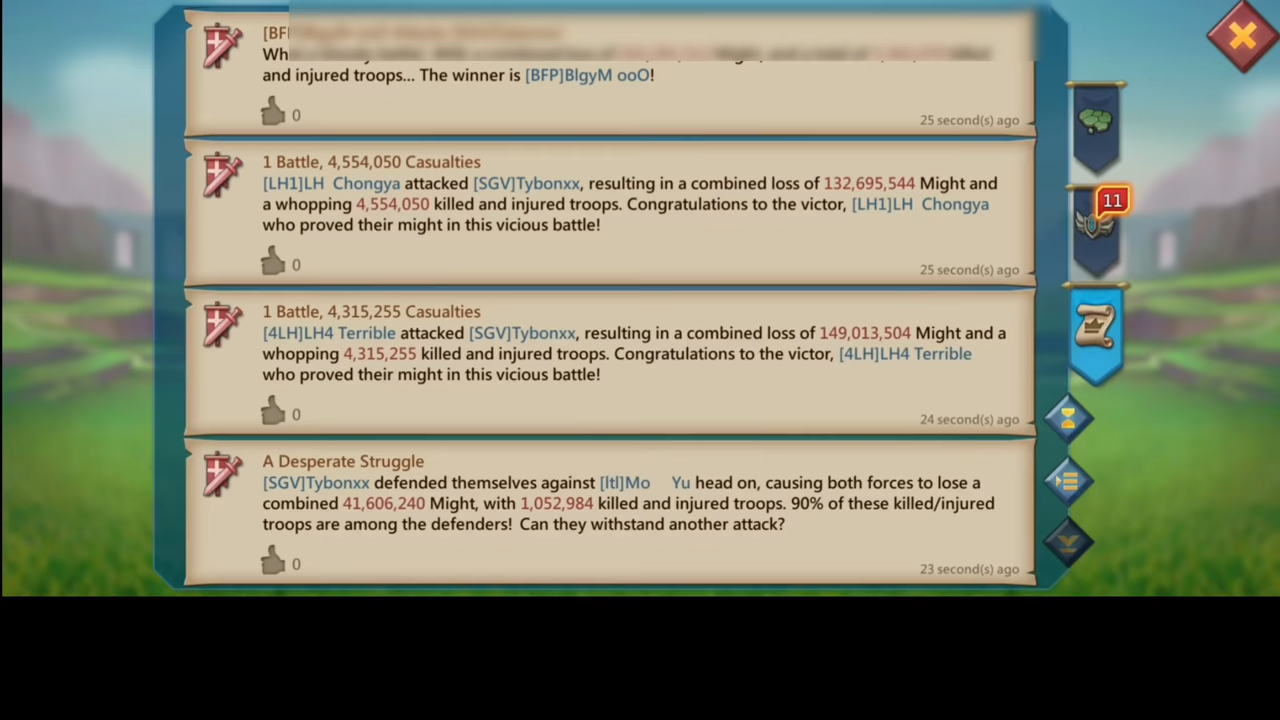 [BF
Wh
and injured troops... The winner is [BFP]BlgyM ooO!
0
25 second(s) ago
1 Battle, 4,554,050 Casualties
[LH1]LH Chongya attacked [SGV]Tybonxx, resulting in a combined loss of 132,695,544 Might and
a whopping 4,554,050 killed and injured troops. Congratulations to the victor, [LH1]LH Chongya
who proved their might in this vicious battle!
0
25 second(s) ago
11
1 Battle, 4,315,255 Casualties
[4LH]LH4 Terrible attacked [SGV]Tybonxx, resulting in a combined loss of 149,013,504 Might and a
whopping 4,315,255 killed and injured troops. Congratulations to the victor, [4LH]LH4 Terrible
who proved their might in this vicious battle!
0
24 second(s) ago
A Desperate Struggle
[SGV]Tybonxx defended themselves against [ltl]Mo Yu head on, causing both forces to lose a
combined 41,606,240 Might, with 1,052,984 killed and injured troops. 90% of these killed/injured
troops are among the defenders! Can they withstand another attack?
0
23 second(s) ago